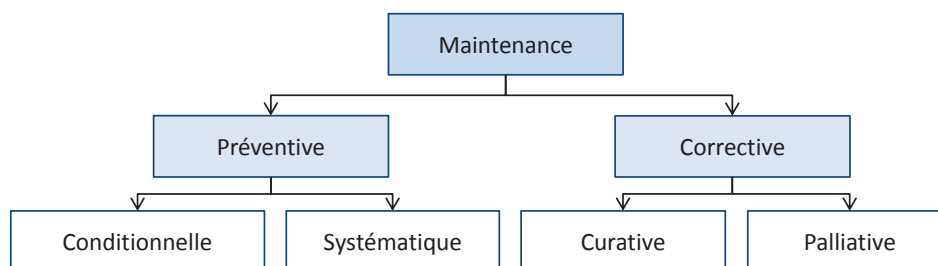 Maintenance
Préventive
Corrective
Conditionnelle
Systématique
Curative
Palliative